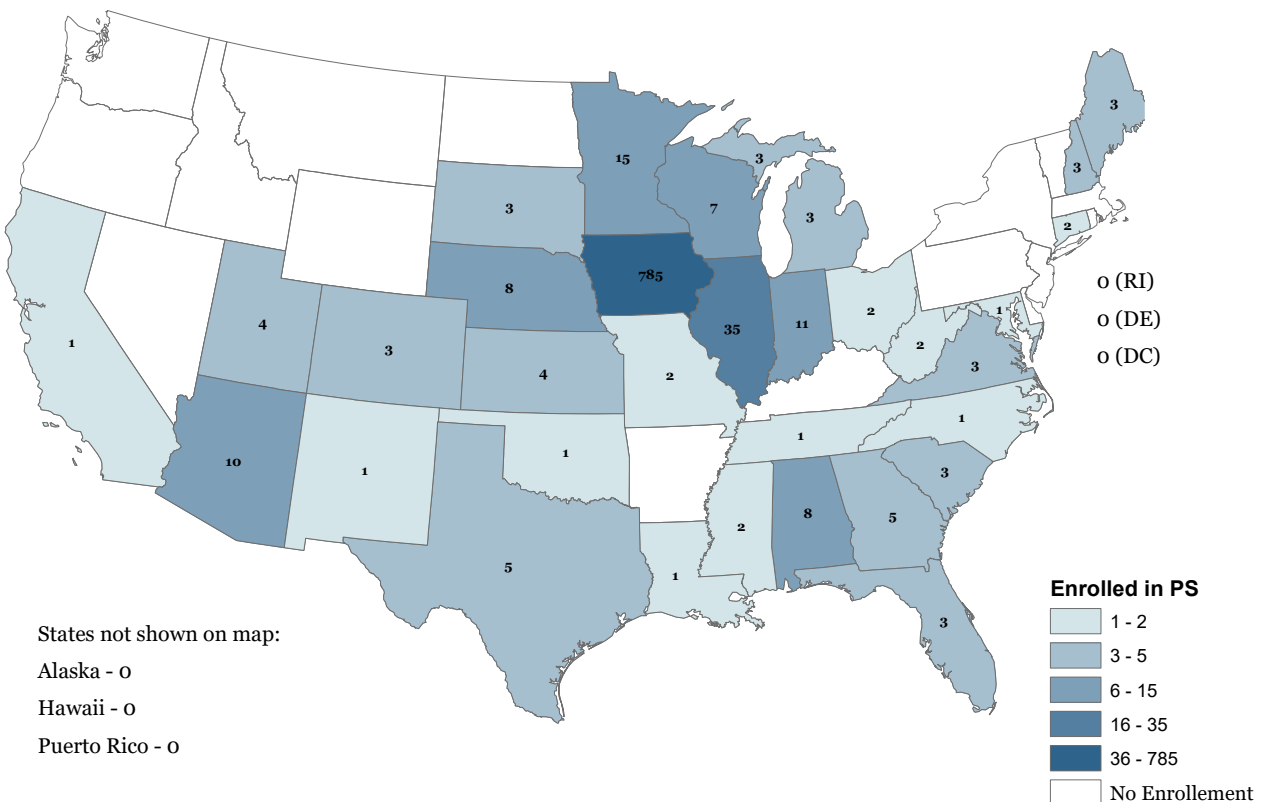 3
15
3
3
7
3
3
2
785
8
0 (RI)
4
3
35
11
2
1
0 (DE)
1
2
0 (DC)
4
2
3
1
1
10
1
1
3
2
8
5
5
1
Enrolled in PS
1 - 2
3
States not shown on map:
3 - 5
Alaska - 0
6 - 15
Hawaii - 0
16 - 35
Puerto Rico - 0
36 - 785
No Enrollement